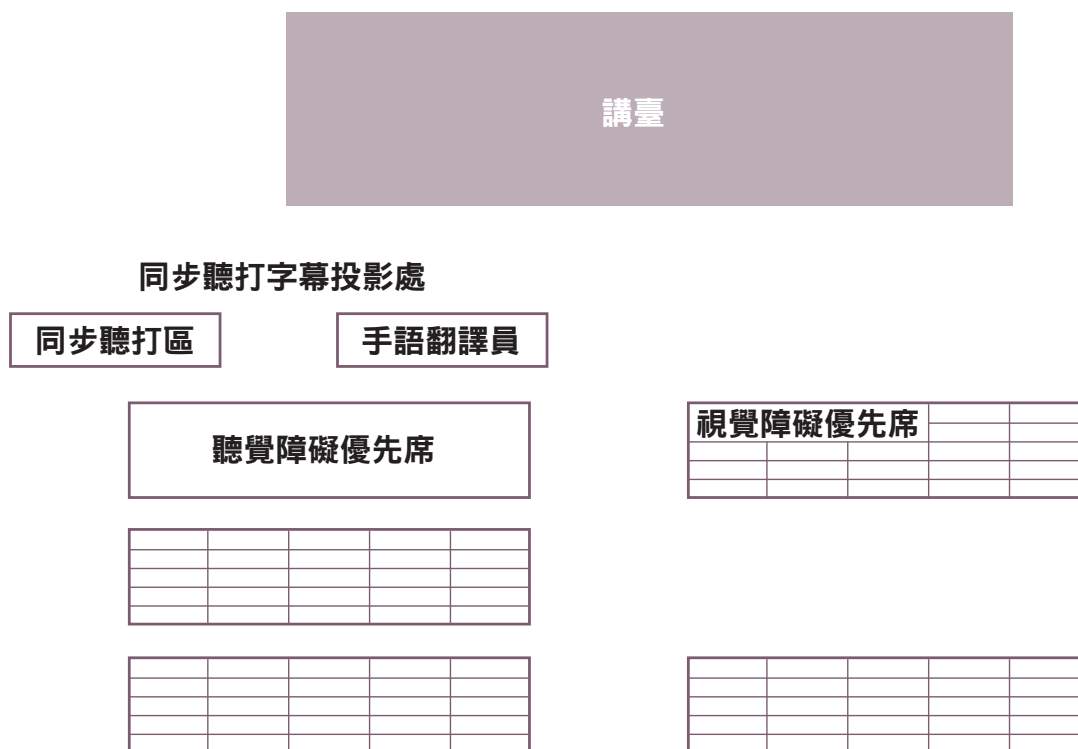 講臺
同步聽打字幕投影處
同步聽打區
手語翻譯員
聽覺障礙優先席
視覺障礙優先席